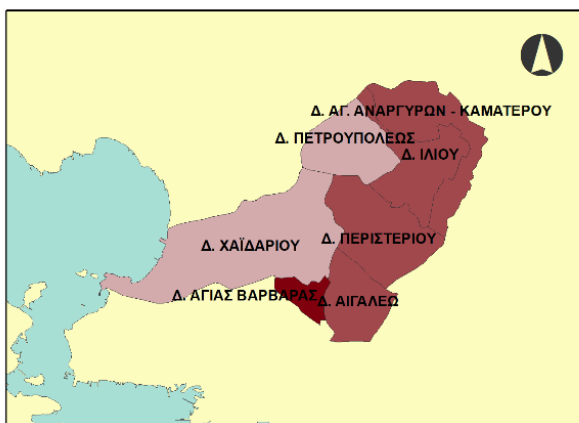 Δ. ΑΓ. ΑΝΑΡΓΥΡΩΝ - ΚΑΜΑΤΕΡΟΥ
Δ. ΠΕΤΡΟΥΠΟΛΕΩΣ
Δ. ΙΛΙΟΥ
Δ. ΧΑΪΔΑΡΙΟΥ
Δ. ΠΕΡΙΣΤΕΡΙΟΥ
Δ. ΑΓΙΑΣ ΒΑΡΒΑΡΑΣ
Δ. ΑΙΓΑΛΕΩ